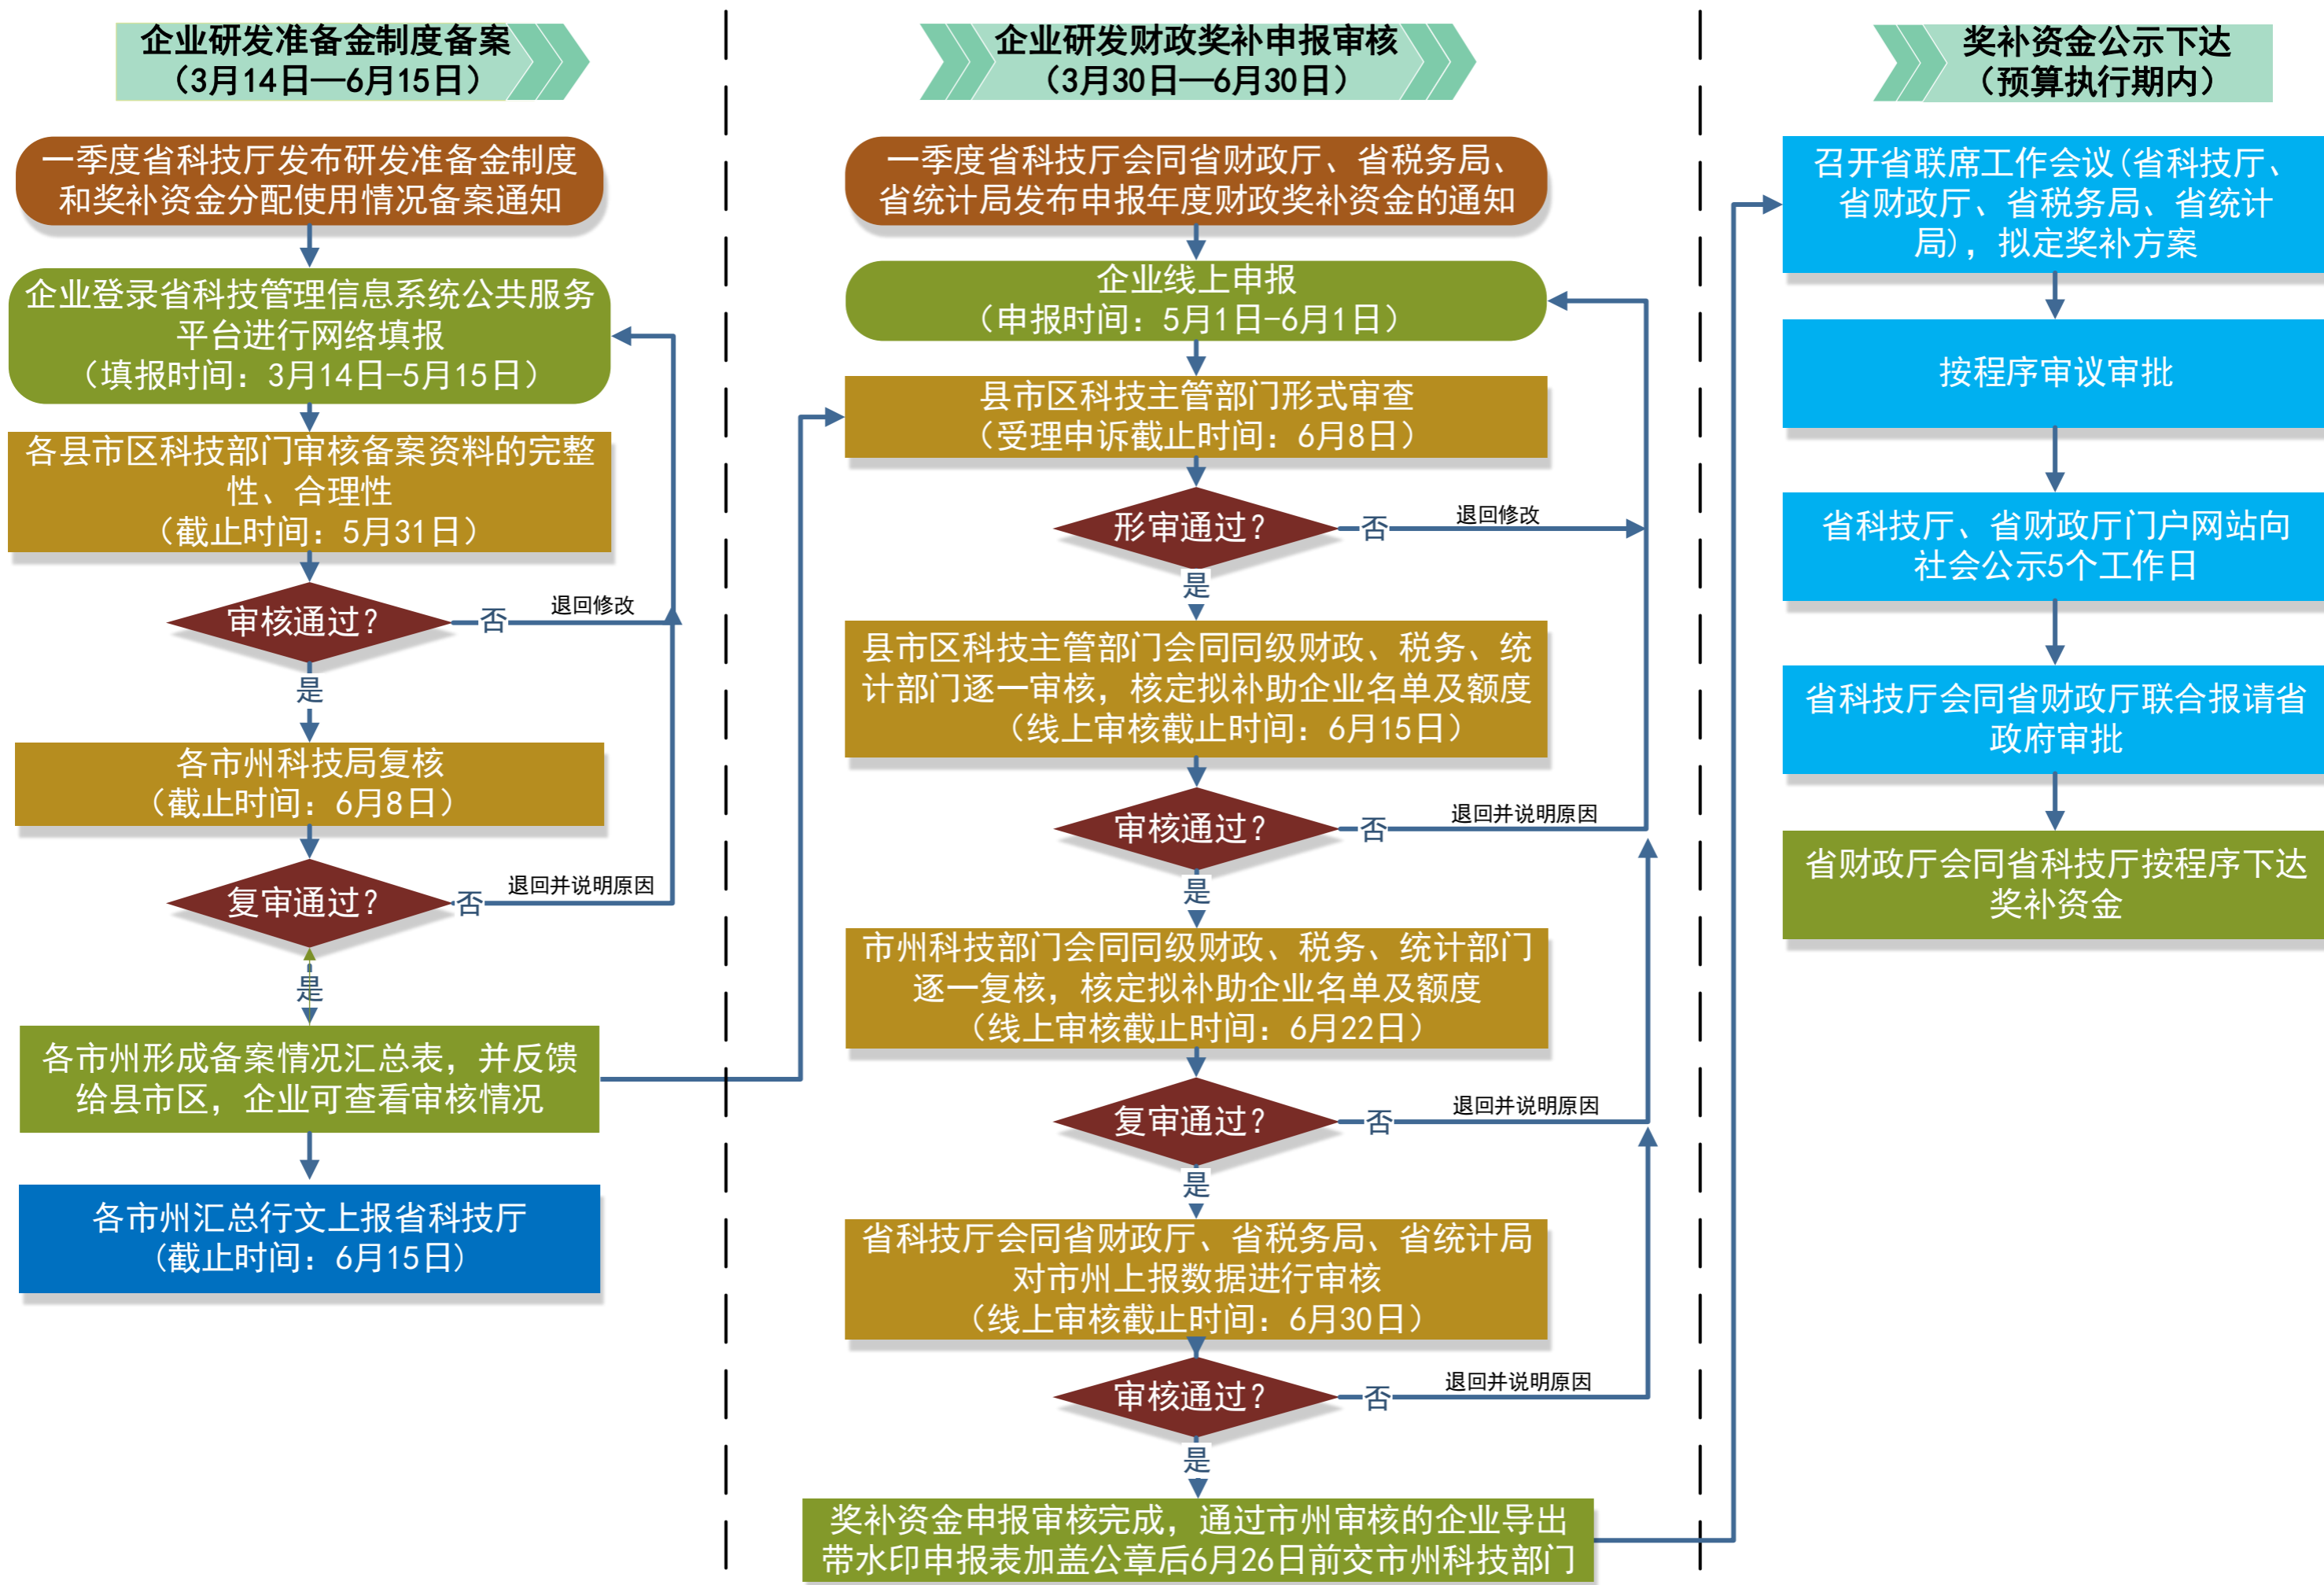 企业研发准备金制度备案
（3月14日—6月15日）
一季度省科技厅发布研发准备金制度
和奖补资金分配使用情况备案通知
企业登录省科技管理信息系统公共服务
平台进行网络填报
（填报时间：3月14日-5月15日）
各县市区科技部门审核备案资料的完整
性、合理性
（截止时间：5月31日）
审核通过？
否
退回修改
是
各市州科技局复核
（截止时间：6月8日）
复审通过？
否
退回并说明原因
是
各市州形成备案情况汇总表，并反馈
给县市区，企业可查看审核情况
各市州汇总行文上报省科技厅
(截止时间：6月15日)
企业研发财政奖补申报审核
（3月30日—6月30日）
一季度省科技厅会同省财政厅、省税务局、
省统计局发布申报年度财政奖补资金的通知
企业线上申报
（申报时间：5月1日-6月1日）
县市区科技主管部门形式审查
（受理申诉截止时间：6月8日）
形审通过？
否
退回修改
是
县市区科技主管部门会同同级财政、税务、统
计部门逐一审核，核定拟补助企业名单及额度
（线上审核截止时间：6月15日）
审核通过？
否
退回并说明原因
是
市州科技部门会同同级财政、税务、统计部门
逐一复核，核定拟补助企业名单及额度
（线上审核截止时间：6月22日）
复审通过？
否
退回并说明原因
是
省科技厅会同省财政厅、省税务局、省统计局
对市州上报数据进行审核
（线上审核截止时间：6月30日）
审核通过？
否
退回并说明原因
是
奖补资金申报审核完成，通过市州审核的企业导出
带水印申报表加盖公章后6月26日前交市州科技部门
奖补资金公示下达
（预算执行期内）
召开省联席工作会议(省科技厅、
省财政厅、省税务局、省统计
局)，拟定奖补方案
按程序审议审批
省科技厅、省财政厅门户网站向
社会公示5个工作日
省科技厅会同省财政厅联合报请省
政府审批
省财政厅会同省科技厅按程序下达
奖补资金